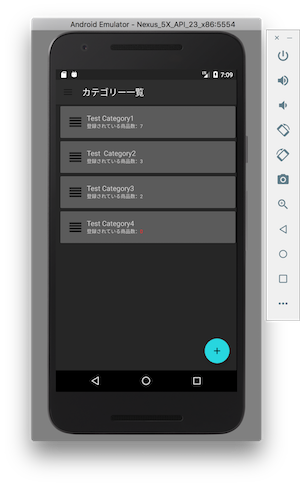 Android Emulator - Nexus_5X_API_23_x86:5554
7:09
カテゴリー一覧
Test Category1
登録されている商品数: 7
Test Category2
登録されている商品数: 3
Test Category3
登録されている商品数: 2
Test Category4
登録されている商品数: